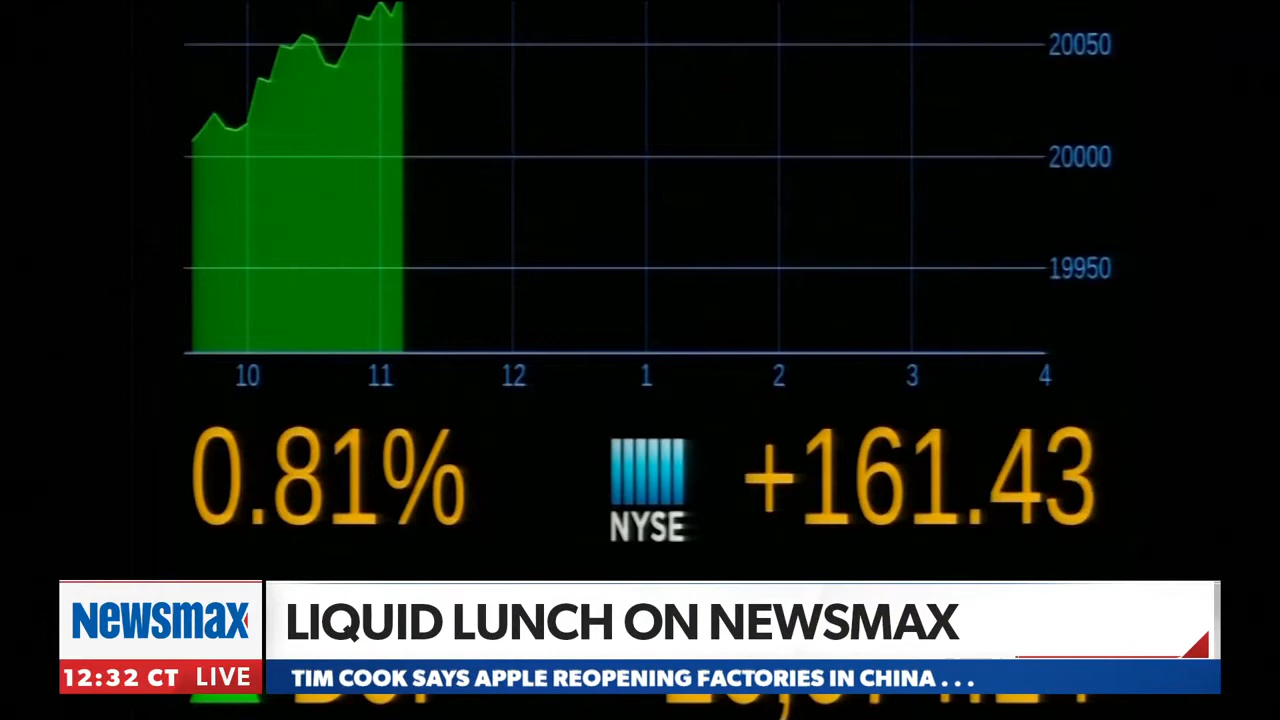 20050
20000
19950
10 11 12 1 2 3 4
0.81% NYSE +161.43
NEWSMAX LIQUID LUNCH ON NEWSMAX
12:32 CT LIVE TIM COOK SAYS APPLE REOPENING FACTORIES IN CHINA . . .